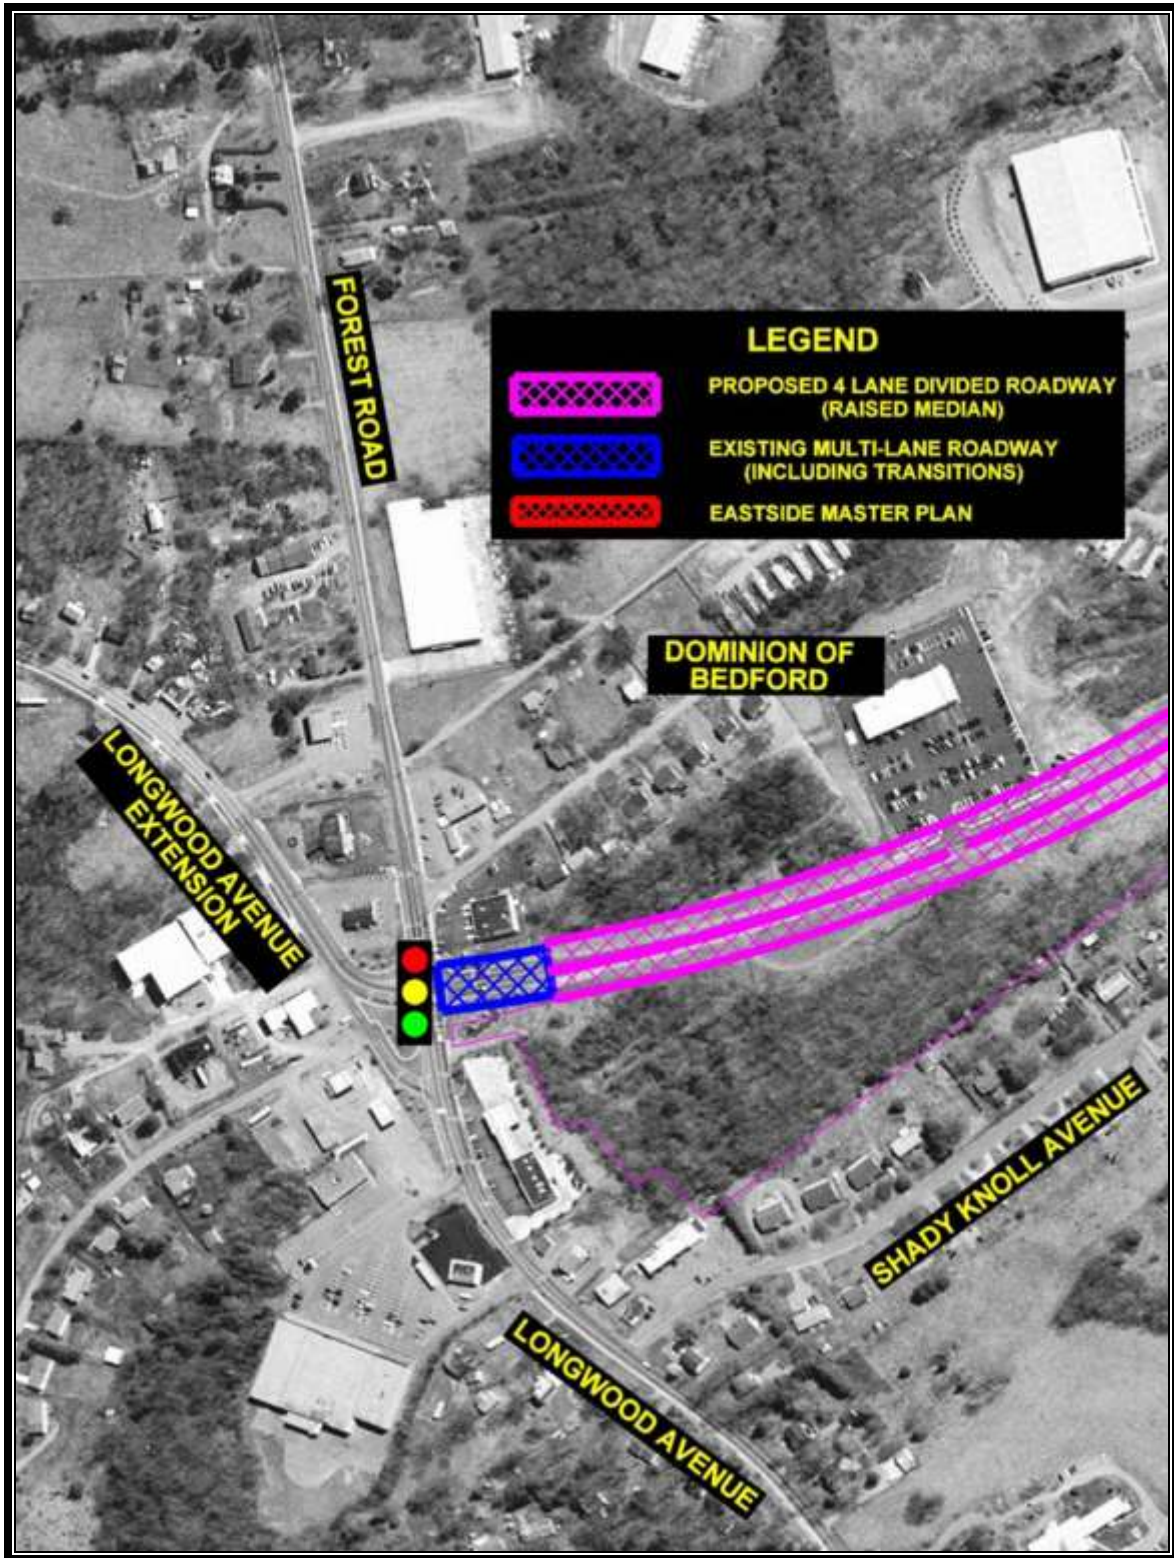 FOREST ROAD
LEGEND
PROPOSED 4 LANE DIVIDED ROADWAY
(RAISED MEDIAN)
EXISTING MULTI-LANE ROADWAY
(INCLUDING TRANSITIONS)
EASTSIDE MASTER PLAN
DOMINION OF
BEDFORD
LONGWOOD AVENUE
EXTENSION
SHADY KNOLL AVENUE
LONGWOOD AVENUE